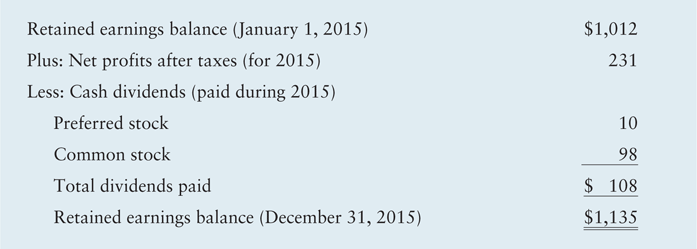 Retained earnings balance (January 1, 2015) $1,012
Plus: Net profits after taxes (for 2015) 231
Less: Cash dividends (paid during 2015)
Preferred stock 10
Common stock 98
Total dividends paid $ 108
Retained earnings balance (December 31, 2015) $1,135